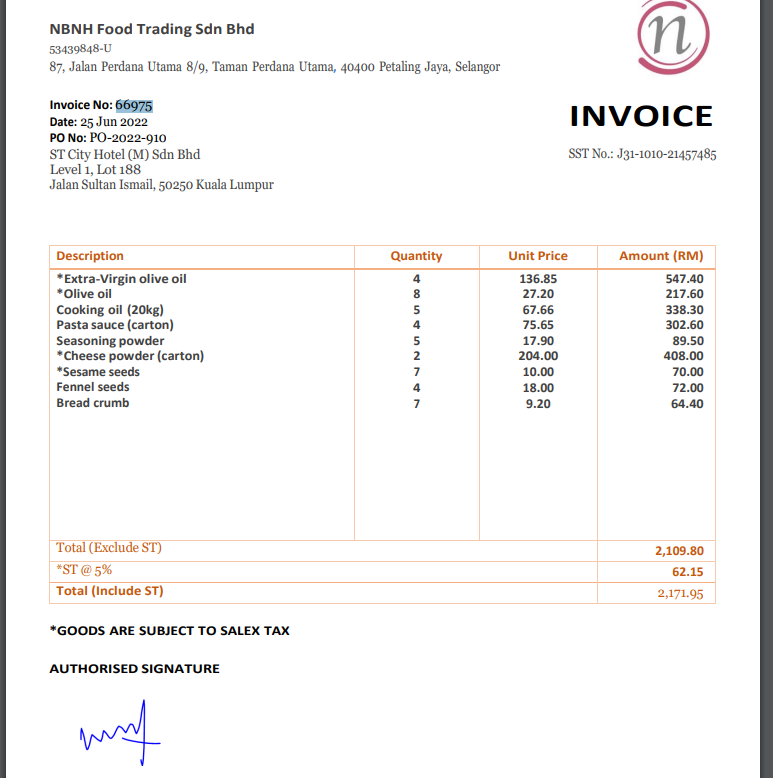 NBNH Food Trading Sdn Bhd
53439848-U
87, Jalan Perdana Utama 8/9, Taman Perdana Utama, 40400 Petaling Jaya, Selangor
n
Invoice No: 66975
Date: 25 Jun 2022
PO No: PO-2022-910
ST City Hotel (M) Sdn Bhd
Level 1, Lot 188
Jalan Sultan Ismail, 50250 Kuala Lumpur
INVOICE
SST No.: J31-1010-21457485
Description Quantity Unit Price Amount (RM)
*Extra-Virgin olive oil 4 136.85 547.40
*Olive oil 8 27.20 217.60
Cooking oil (20kg) 5 67.66 338.30
Pasta sauce (carton) 4 75.65 302.60
Seasoning powder 5 17.90 89.50
*Cheese powder (carton) 2 204.00 408.00
*Sesame seeds 7 10.00 70.00
Fennel seeds 4 18.00 72.00
Bread crumb 7 9.20 64.40
Total (Exclude ST) 2,109.80
*ST @ 5% 62.15
Total (Include ST) 2,171.95
*GOODS ARE SUBJECT TO SALEX TAX
AUTHORISED SIGNATURE